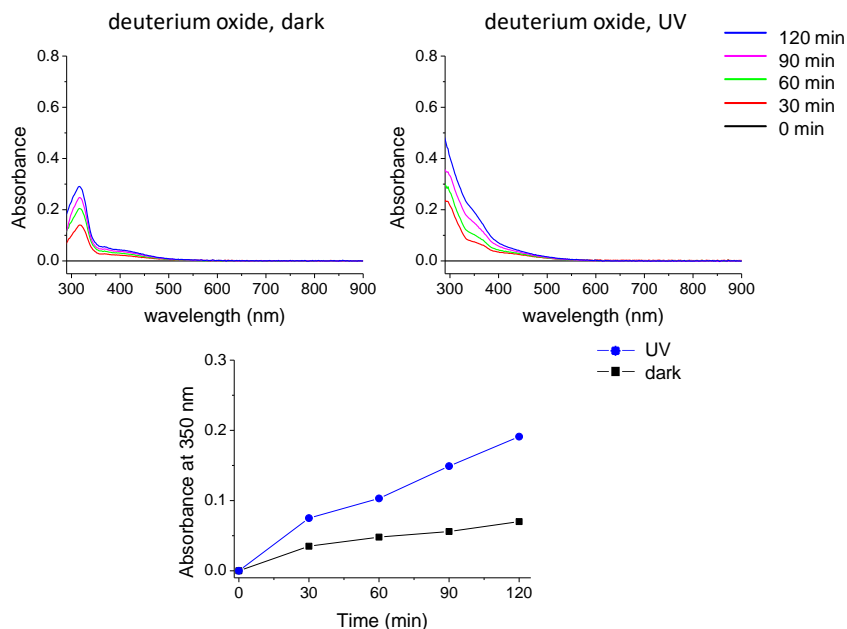 deuterium oxide, dark
0.8
0.6
0.4
0.2
0.0
Absorbance
300 400 500 600 700 800 900
wavelength (nm)
deuterium oxide, UV
0.8
0.6
0.4
0.2
0.0
Absorbance
300 400 500 600 700 800 900
wavelength (nm)
120 min
90 min
60 min
30 min
0 min
0.3
0.2
0.1
0.0
Absorbance at 350 nm
0 30 60 90 120
Time (min)
UV
dark